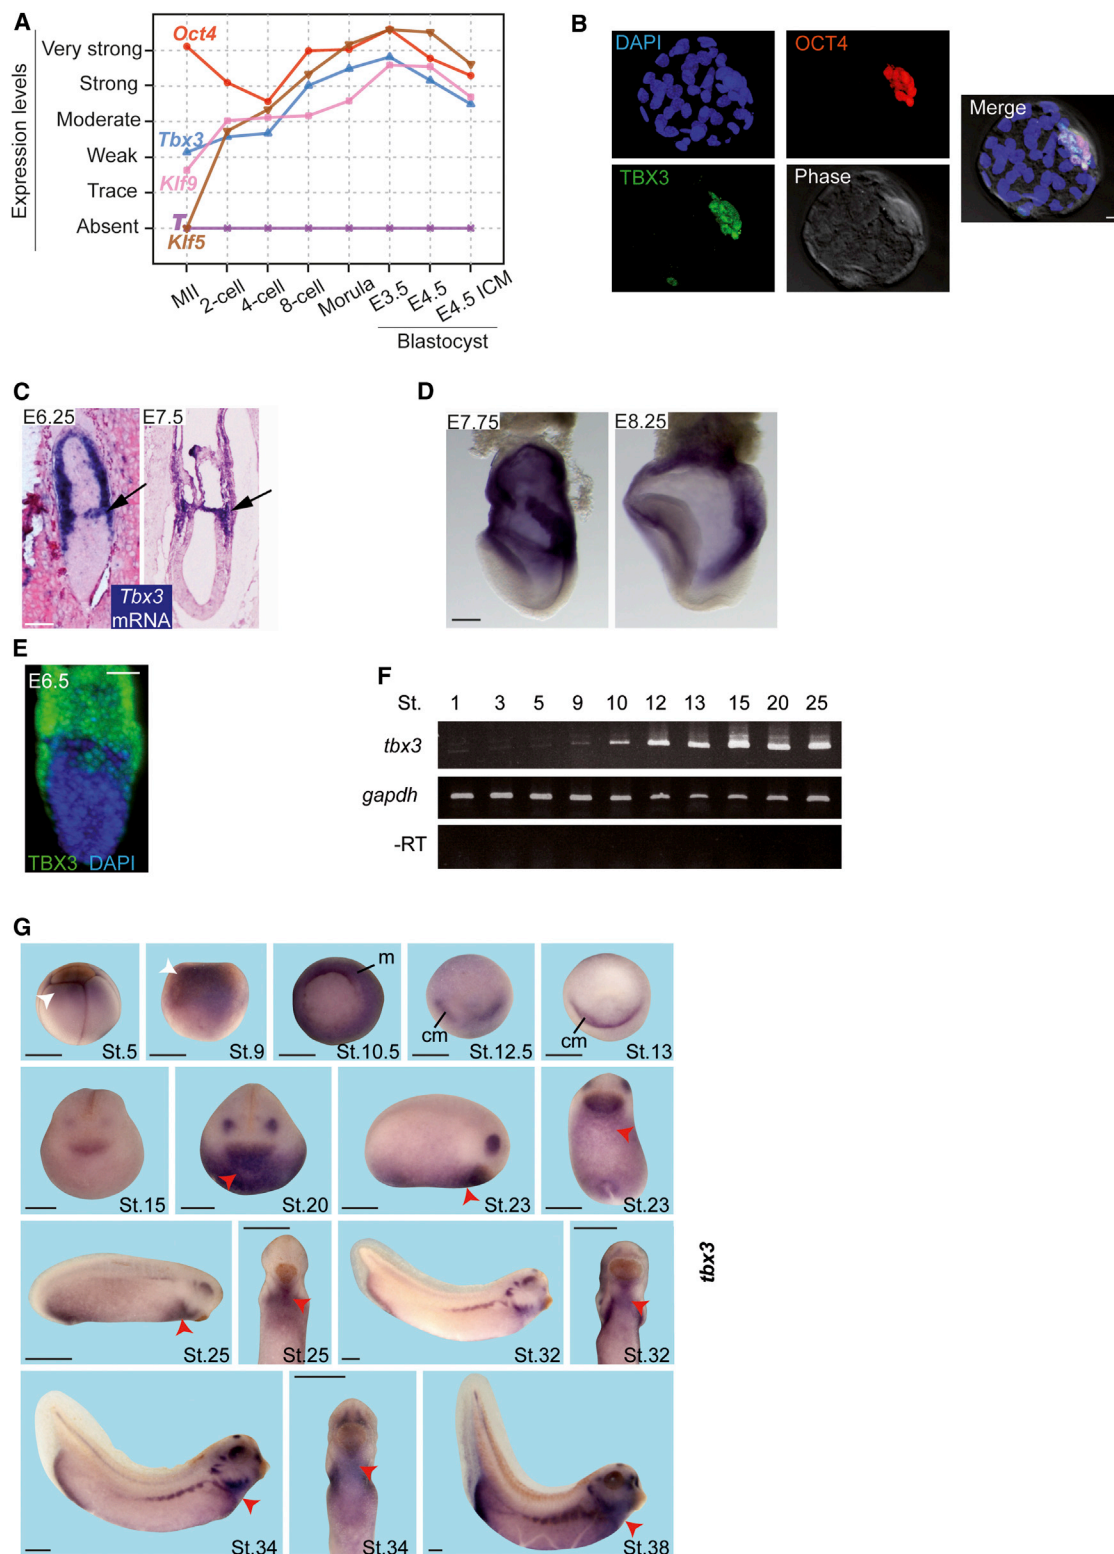 A
Expression levels
Very strong
Strong
Moderate
Weak
Trace
Absent
Oct4
Tbx3
Klf9
T
Klf5
MII
2-cell
4-cell
8-cell
Morula
E3.5
E4.5
E4.5 ICM
Blastocyst
B
DAPI
OCT4
Merge
TBX3
Phase
C
E6.25
E7.5
Tbx3
mRNA
D
E7.75
E8.25
E
E6.5
TBX3 DAPI
F
St. 1 3 5 9 10 12 13 15 20 25
tbx3
gapdh
-RT
G
m
cm
cm
St.5
St.9
St.10.5
St.12.5
St.13
St.15
St.20
St.23
St.23
St.25
St.25
St.32
St.32
St.34
St.34
St.38
tbx3